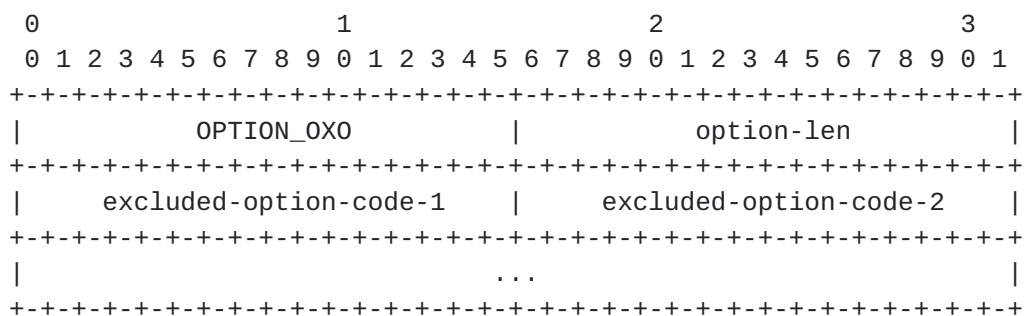 0                   1                   2                   3
 0 1 2 3 4 5 6 7 8 9 0 1 2 3 4 5 6 7 8 9 0 1 2 3 4 5 6 7 8 9 0 1
+-+-+-+-+-+-+-+-+-+-+-+-+-+-+-+-+-+-+-+-+-+-+-+-+-+-+-+-+-+-+-+-+
|           OPTION_OXO          |           option-len          |
+-+-+-+-+-+-+-+-+-+-+-+-+-+-+-+-+-+-+-+-+-+-+-+-+-+-+-+-+-+-+-+-+
|     excluded-option-code-1    |     excluded-option-code-2    |
+-+-+-+-+-+-+-+-+-+-+-+-+-+-+-+-+-+-+-+-+-+-+-+-+-+-+-+-+-+-+-+-+
|                              ...                              |
+-+-+-+-+-+-+-+-+-+-+-+-+-+-+-+-+-+-+-+-+-+-+-+-+-+-+-+-+-+-+-+-+